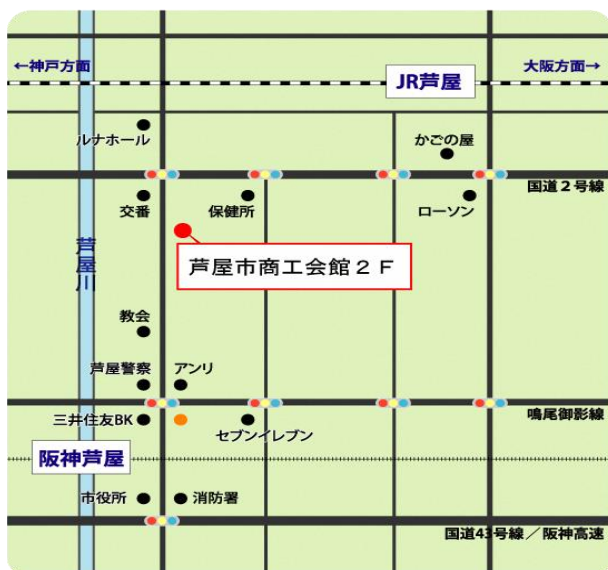 ←神戸方面
大阪方面→
JR芦屋
ルナホール
かごの屋
国道２号線
交番
保健所
ローソン
芦屋川
芦屋市商工会館２Ｆ
教会
芦屋警察
アンリ
鳴尾御影線
三井住友BK
セブンイレブン
阪神芦屋
市役所
消防署
国道43号線／阪神高速